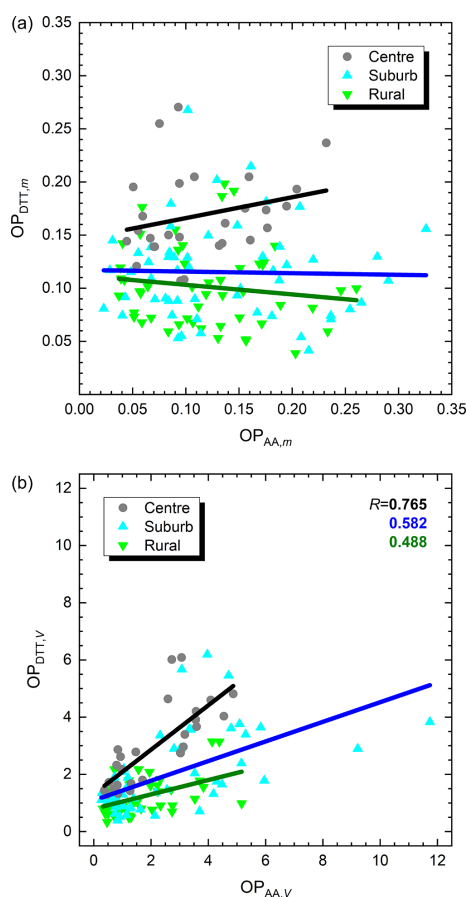 (a)
0.35
0.30
0.25
0.20
0.15
0.10
0.05
OP_DTT,m
Centre
Suburb
Rural
0.00 0.05 0.10 0.15 0.20 0.25 0.30 0.35
OP_AA,m
(b)
12
10
8
6
4
2
0
OP_DTT,V
Centre
Suburb
Rural
R=0.765
0.582
0.488
0 2 4 6 8 10 12
OP_AA,V